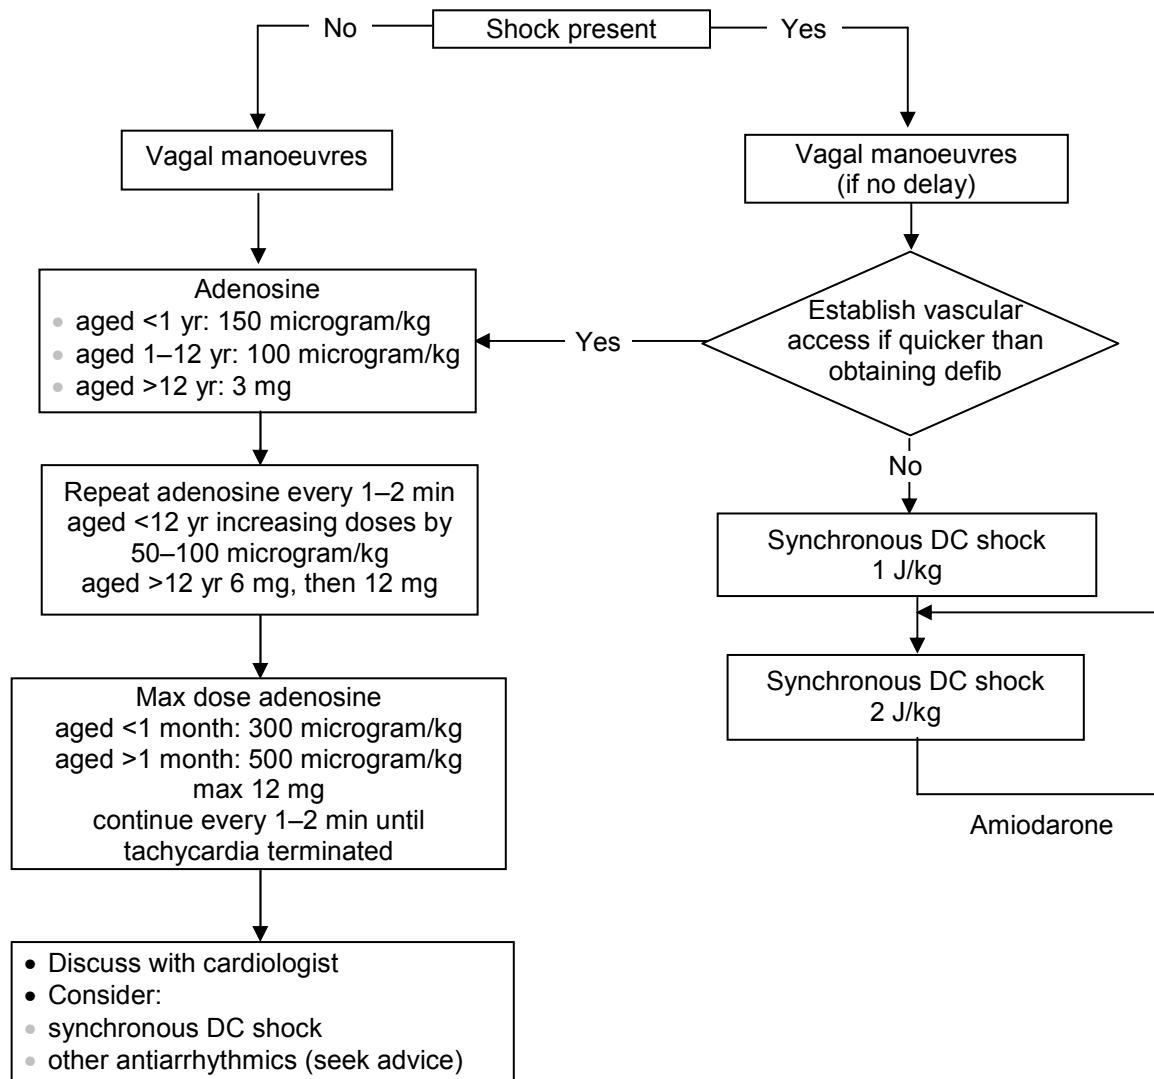 No
Shock present
Yes
Vagal manoeuvres
Vagal manoeuvres
(if no delay)
Adenosine
• aged <1 yr: 150 microgram/kg
• aged 1–12 yr: 100 microgram/kg
• aged >12 yr: 3 mg
Yes
Establish vascular
access if quicker than
obtaining defib
No
Repeat adenosine every 1–2 min
aged <12 yr increasing doses by
50–100 microgram/kg
aged >12 yr 6 mg, then 12 mg
Synchronous DC shock
1 J/kg
Synchronous DC shock
2 J/kg
Amiodarone
Max dose adenosine
aged <1 month: 300 microgram/kg
aged >1 month: 500 microgram/kg
max 12 mg
continue every 1–2 min until
tachycardia terminated
• Discuss with cardiologist
• Consider:
• synchronous DC shock
• other antiarrhythmics (seek advice)